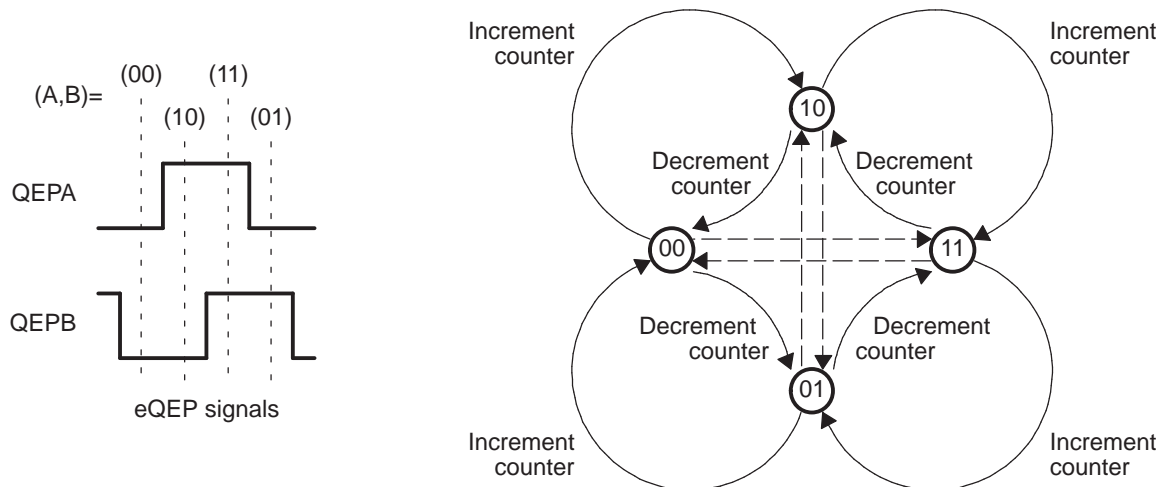 (A,B)=
(00)
(11)
(10)
(01)
QEPA
QEPB
eQEP signals
Increment
counter
Increment
counter
10
Decrement
counter
Decrement
counter
00
11
Decrement
counter
Decrement
counter
01
Increment
counter
Increment
counter